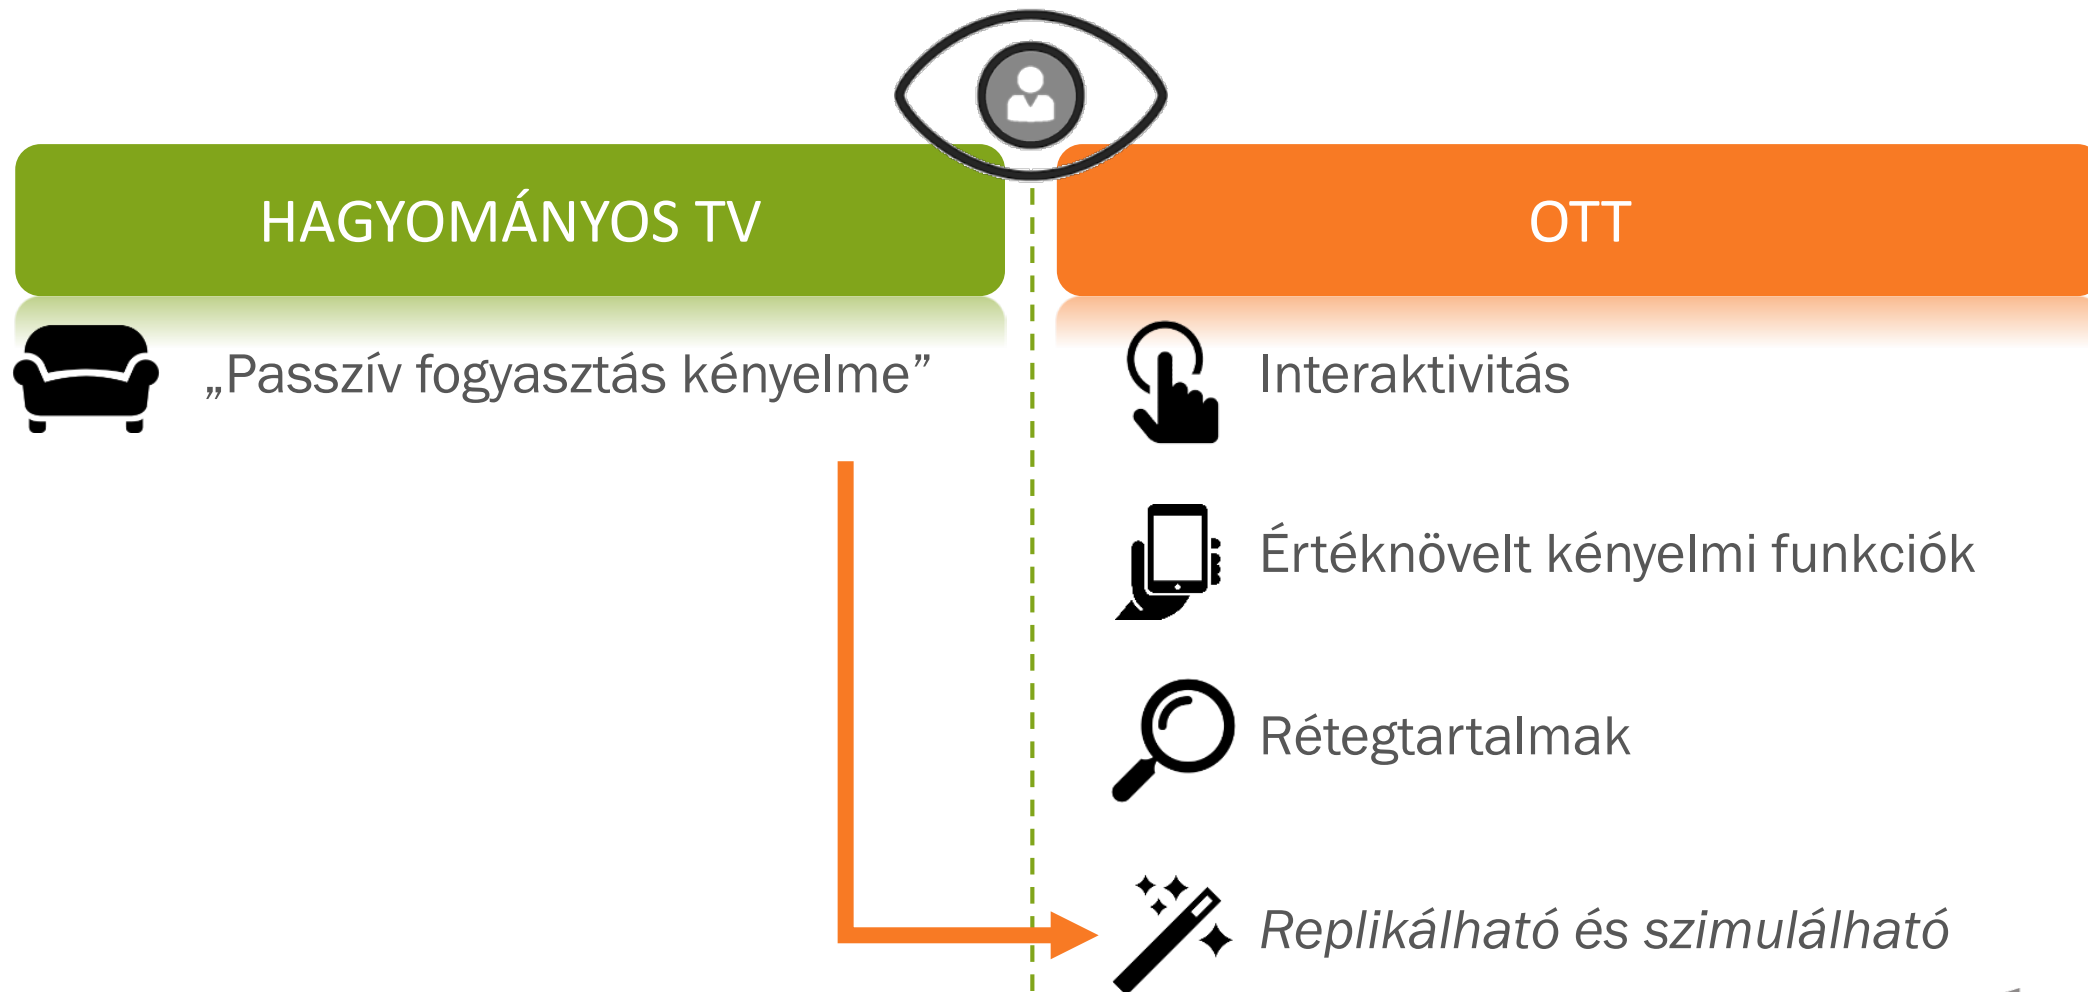 HAGYOMÁNYOS TV
OTT
„Passzív fogyasztás kényelme”
Interaktivitás
Értéknövelt kényelmi funkciók
Rétegtartalmak
Replikálható és szimulálható